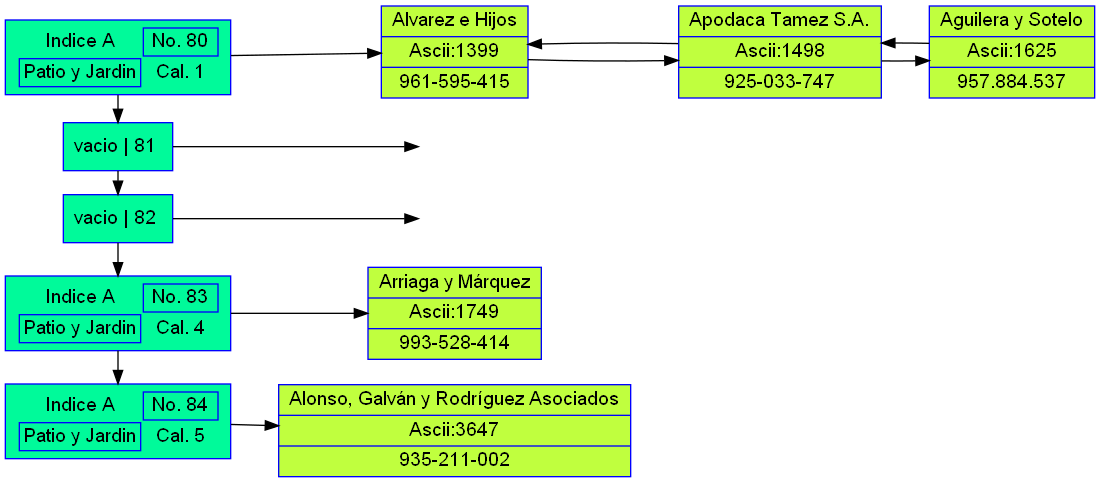 Indice A
No. 80
Patio y Jardin
Cal. 1
Alvarez e Hijos
Ascii:1399
961-595-415
Apodaca Tamez S.A.
Ascii:1498
925-033-747
Aguilera y Sotelo
Ascii:1625
957.884.537
vacio | 81
vacio | 82
Indice A
No. 83
Patio y Jardin
Cal. 4
Arriaga y Márquez
Ascii:1749
993-528-414
Indice A
No. 84
Patio y Jardin
Cal. 5
Alonso, Galván y Rodríguez Asociados
Ascii:3647
935-211-002